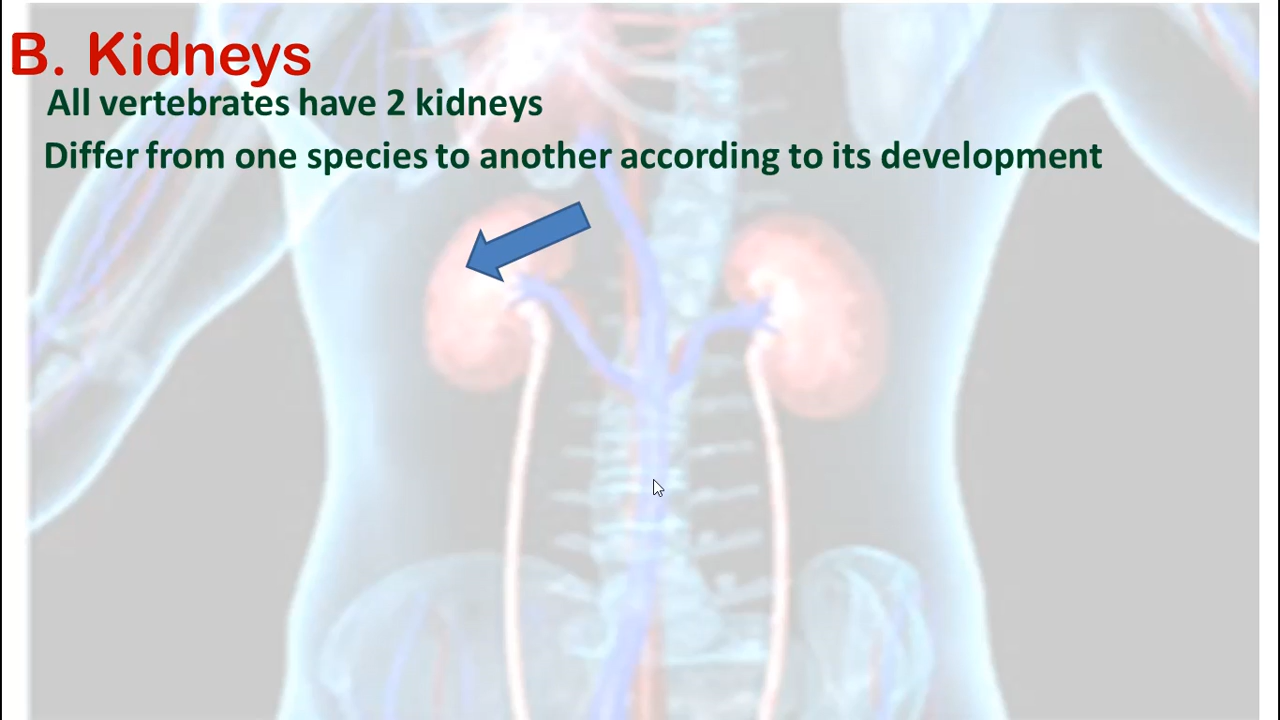 B. Kidneys
All vertebrates have 2 kidneys
Differ from one species to another according to its development